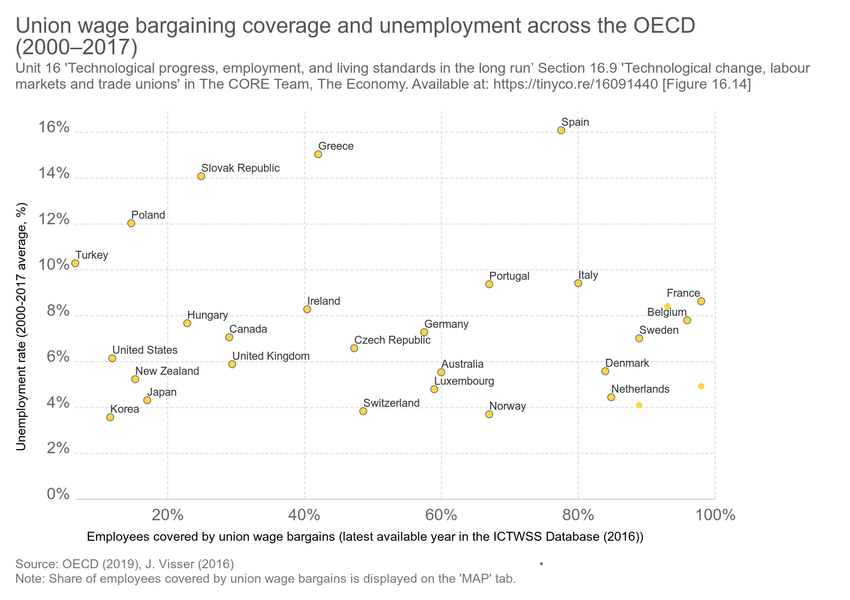 Union wage bargaining coverage and unemployment across the OECD
(2000–2017)
Unit 16 'Technological progress, employment, and living standards in the long run’ Section 16.9 'Technological change, labour
markets and trade unions' in The CORE Team, The Economy. Available at: https://tinyco.re/16091440 [Figure 16.14]
16%
14%
12%
10%
8%
6%
4%
2%
0%
Unemployment rate (2000-2017 average, %)
Spain
Greece
Slovak Republic
Poland
Turkey
Portugal
Italy
France
Ireland
Belgium
Hungary
Germany
Canada
Sweden
Czech Republic
United States
United Kingdom
Australia
Denmark
New Zealand
Luxembourg
Japan
Netherlands
Switzerland
Korea
Norway
20%
40%
60%
80%
100%
Employees covered by union wage bargains (latest available year in the ICTWSS Database (2016))
Source: OECD (2019), J. Visser (2016)
Note: Share of employees covered by union wage bargains is displayed on the 'MAP' tab.